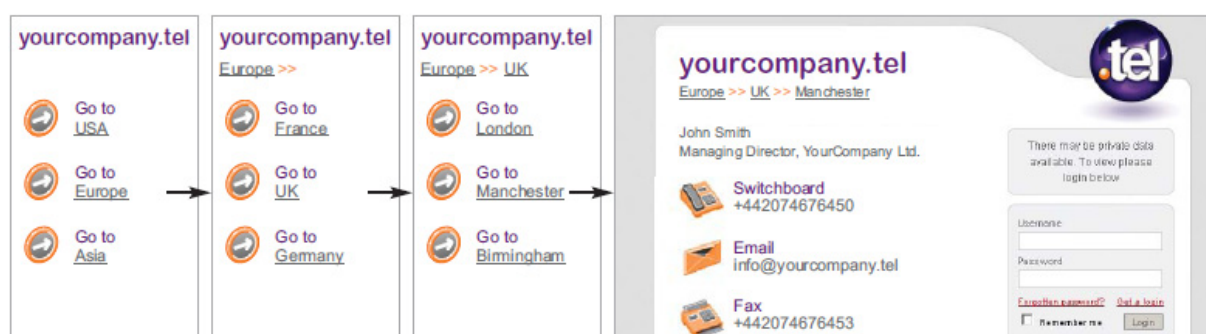 yourcompany.tel
Go to
USA
Go to
Europe
Go to
Asia
yourcompany.tel
Europe >>
Go to
France
Go to
UK
Go to
Germany
yourcompany.tel
Europe >> UK
Go to
London
Go to
Manchester
Go to
Birmingham
.tel
yourcompany.tel
Europe >> UK >> Manchester
John Smith
Managing Director, YourCompany Ltd.
Switchboard
+442074676450
Email
info@yourcompany.tel
Fax
+442074676453
There may be private data
available. To view please
login below
Username
Password
Forgotten password? Get a login
Remember me Login